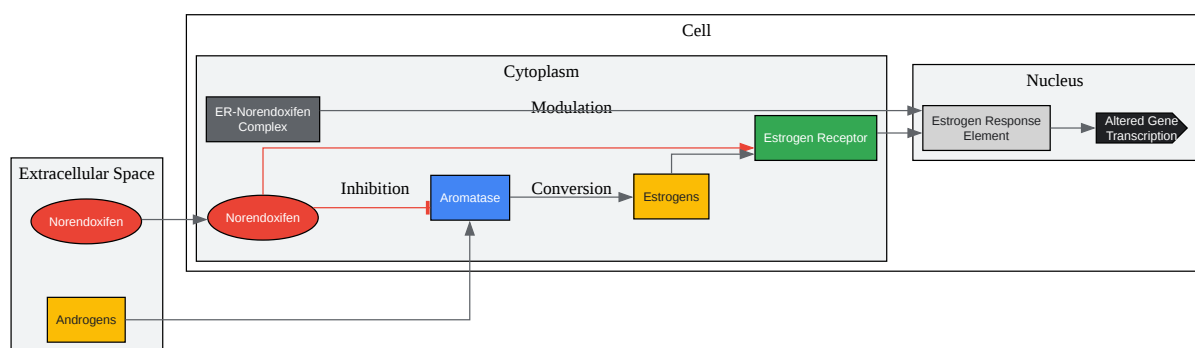 Cell
Cytoplasm
Nucleus
ER-Norendoxifen
Complex
Modulation
Estrogen Receptor
Estrogen Response
Element
Altered Gene
Transcription
Extracellular Space
Norendoxifen
Norendoxifen
Inhibition
Aromatase
Conversion
Estrogens
Androgens